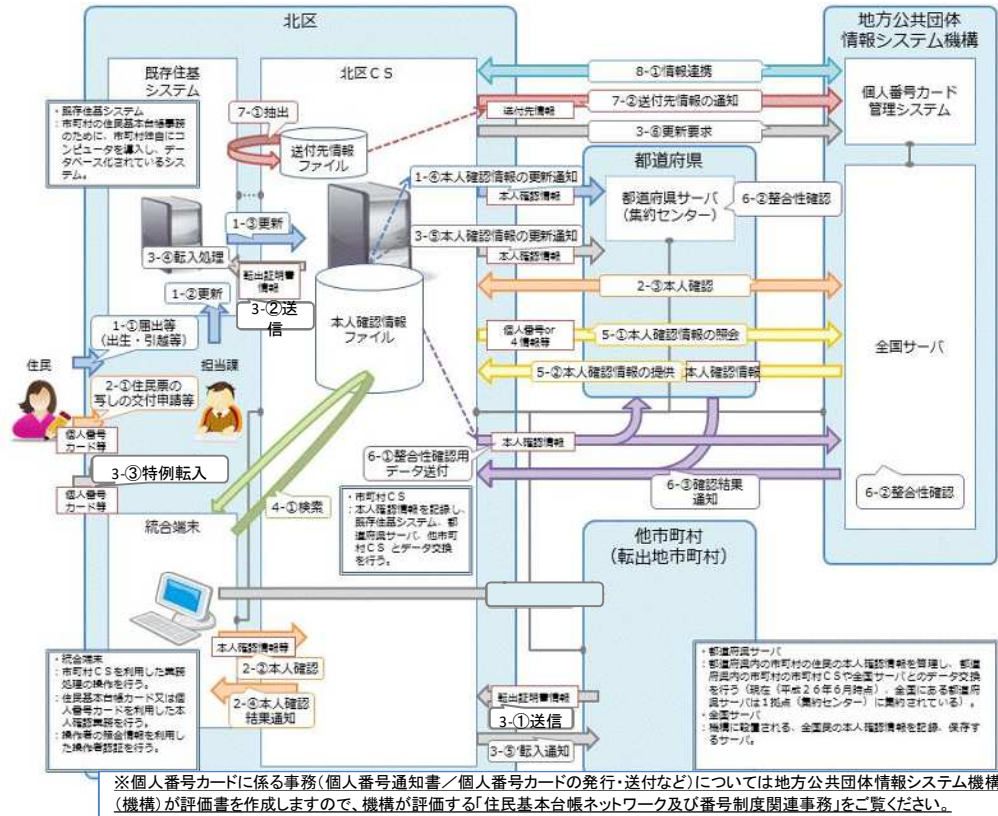 北区
地方公共団体
情報システム機構
既存住基
システム
北区CS
・既存住基システム
：市町村の住民基本台帳事務
のために、市町村独自にコン
ピュータを導入し、データ
ベース化されているシス
テム。
7-①抽出
送付先情報
ファイル
8-①情報連携
送付先情報
7-②送付先情報の通知
3-⑥更新要求
個人番号カード
管理システム
都道府県
1-④本人確認情報の更新通知
本人確認情報
都道府県サーバ
(集約センター)
6-②整合性確認
1-③更新
3-⑤本人確認情報の更新通知
本人確認情報
3-④転入処理
転出証明書
情報
3-②送
信
1-②更新
2-③本人確認
本人確認情報
ファイル
1-①届出等
(出生・引越等)
個人番号or
4情報等
5-①本人確認情報の照会
全国サーバ
住民
担当課
5-②本人確認情報の提供
本人確認情報
2-①住民票の
写しの交付申請等
個人番号
カード等
本人確認情報
6-①整合性確認用
データ送付
3-③特例転入
個人番号
カード等
6-③確認結果
通知
6-②整合性確認
4-①検索
・市町村CS
：本人確認情報を記録し、
既存住基システム、都
道府県サーバ、他市町
村CSとデータ交換
を行う。
統合端末
他市町村
(転出地市町村)
本人確認情報等
2-②本人確認
・統合端末
：市町村CSを利用した業務
処理の操作を行う。
：住民基本台帳カード又は個
人番号カードを利用した本
人確認業務を行う。
：操作者の照合情報を利用し
た操作者認証を行う。
2-④本人確認
結果通知
転出証明書情報
3-①送信
3-⑤'転入通知
・都道府県サーバ
：都道府県内の市町村の住民の本人確認情報を管理し、都道
府県内の市町村の市町村CSや全国サーバとのデータ交換
を行う（現在（平成26年6月時点）、全国にある都道府
県サーバは1拠点（集約センター）に集約されている）。
・全国サーバ
：機構に設置される、全国民の本人確認情報を記録、保存す
るサーバ。
※個人番号カードに係る事務(個人番号通知書／個人番号カードの発行・送付など)については地方公共団体情報システム機構
(機構)が評価書を作成しますので、機構が評価する「住民基本台帳ネットワーク及び番号制度関連事務」をご覧ください。